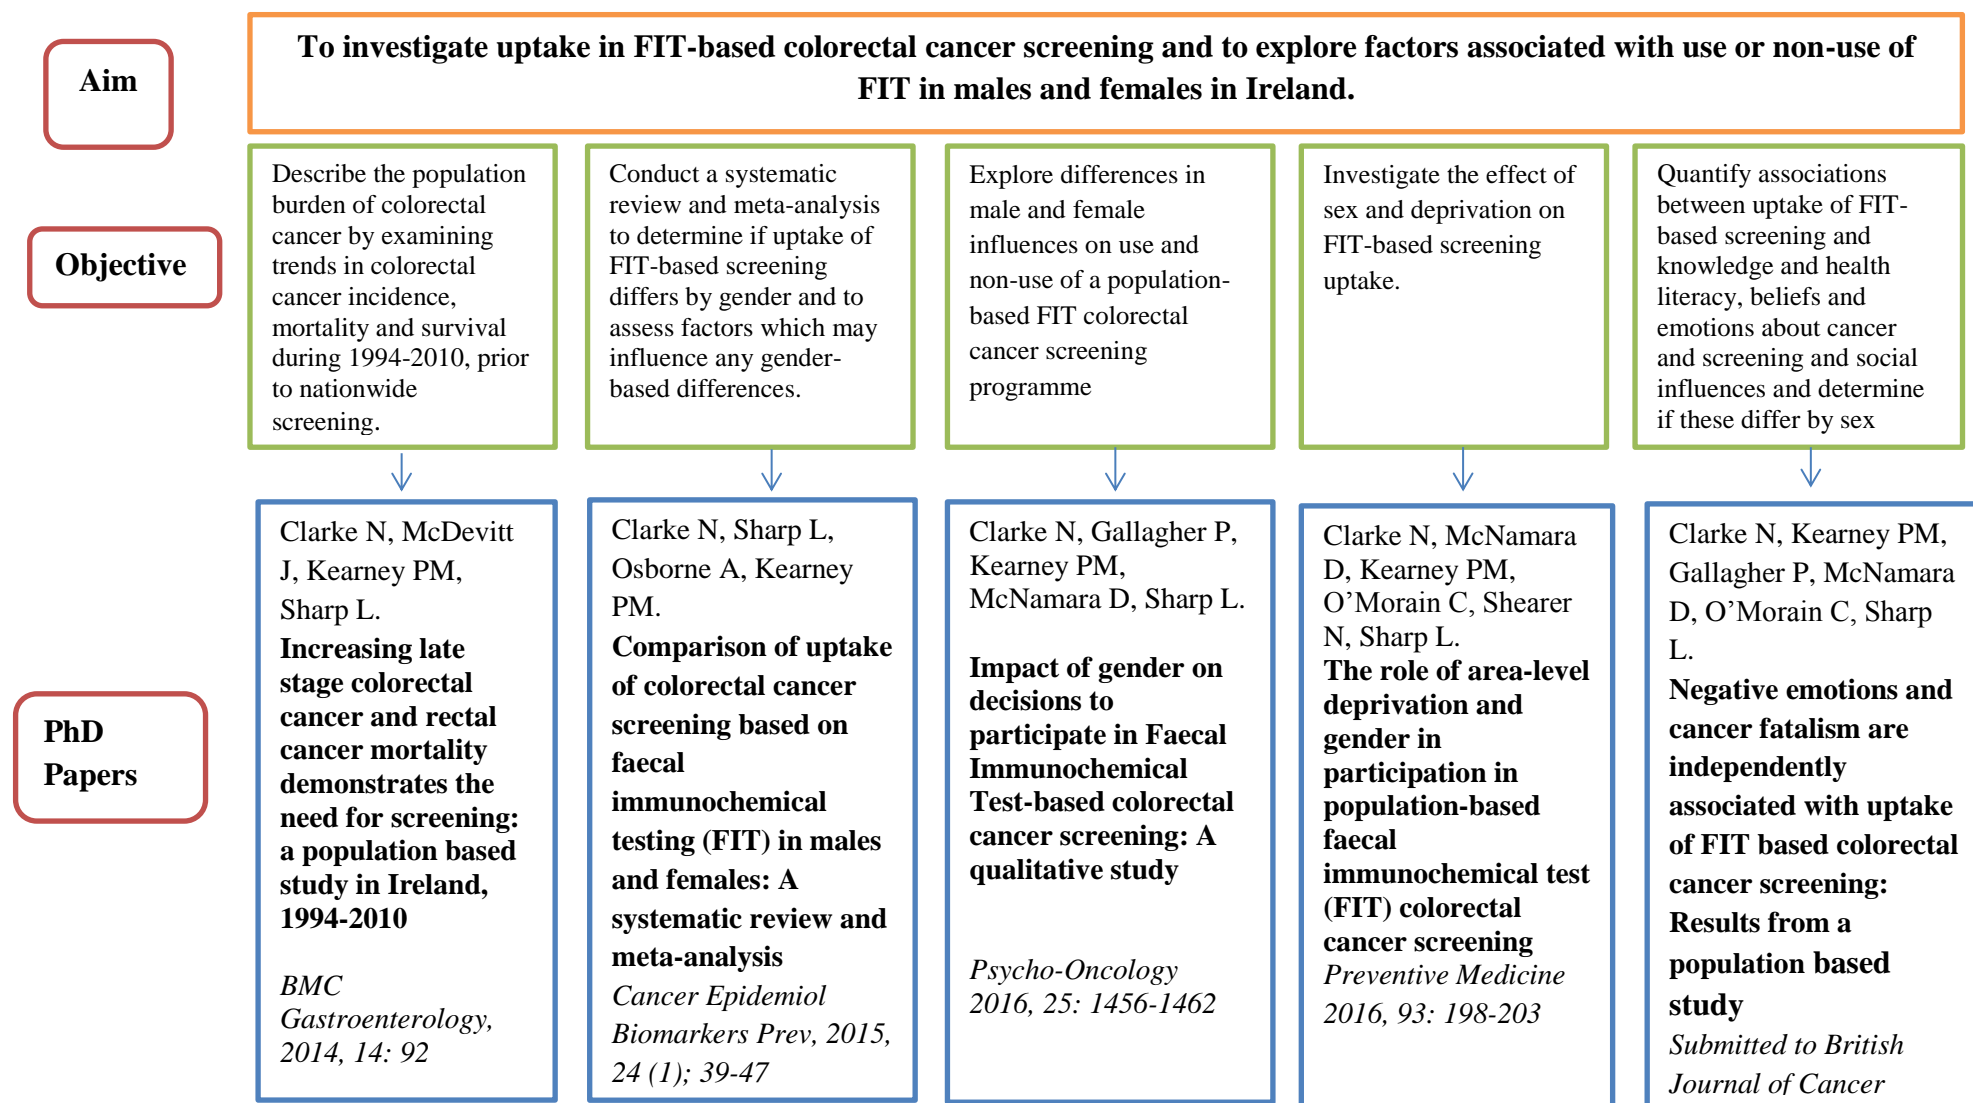 Aim
To investigate uptake in FIT-based colorectal cancer screening and to explore factors associated with use or non-use of
FIT in males and females in Ireland.
Objective
Describe the population
burden of colorectal
cancer by examining
trends in colorectal
cancer incidence,
mortality and survival
during 1994-2010, prior
to nationwide
screening.
Conduct a systematic
review and meta-analysis
to determine if uptake of
FIT-based screening
differs by gender and to
assess factors which may
influence any gender-
based differences.
Explore differences in
male and female
influences on use and
non-use of a population-
based FIT colorectal
cancer screening
programme
Investigate the effect of
sex and deprivation on
FIT-based screening
uptake.
Quantify associations
between uptake of FIT-
based screening and
knowledge and health
literacy, beliefs and
emotions about cancer
and screening and social
influences and determine
if these differ by sex
PhD
Papers
Clarke N, McDevitt
J, Kearney PM,
Sharp L.
Increasing late
stage colorectal
cancer and rectal
cancer mortality
demonstrates the
need for screening:
a population based
study in Ireland,
1994-2010
BMC
Gastroenterology,
2014, 14: 92
Clarke N, Sharp L,
Osborne A, Kearney
PM.
Comparison of uptake
of colorectal cancer
screening based on
faecal
immunochemical
testing (FIT) in males
and females: A
systematic review and
meta-analysis
Cancer Epidemiol
Biomarkers Prev, 2015,
24 (1); 39-47
Clarke N, Gallagher P,
Kearney PM,
McNamara D, Sharp L.
Impact of gender on
decisions to
participate in Faecal
Immunochemical
Test-based colorectal
cancer screening: A
qualitative study
Psycho-Oncology
2016, 25: 1456-1462
Clarke N, McNamara
D, Kearney PM,
O’Morain C, Shearer
N, Sharp L.
The role of area-level
deprivation and
gender in
participation in
population-based
faecal
immunochemical test
(FIT) colorectal
cancer screening
Preventive Medicine
2016, 93: 198-203
Clarke N, Kearney PM,
Gallagher P, McNamara
D, O’Morain C, Sharp
L.
Negative emotions and
cancer fatalism are
independently
associated with uptake
of FIT based colorectal
cancer screening:
Results from a
population based
study
Submitted to British
Journal of Cancer